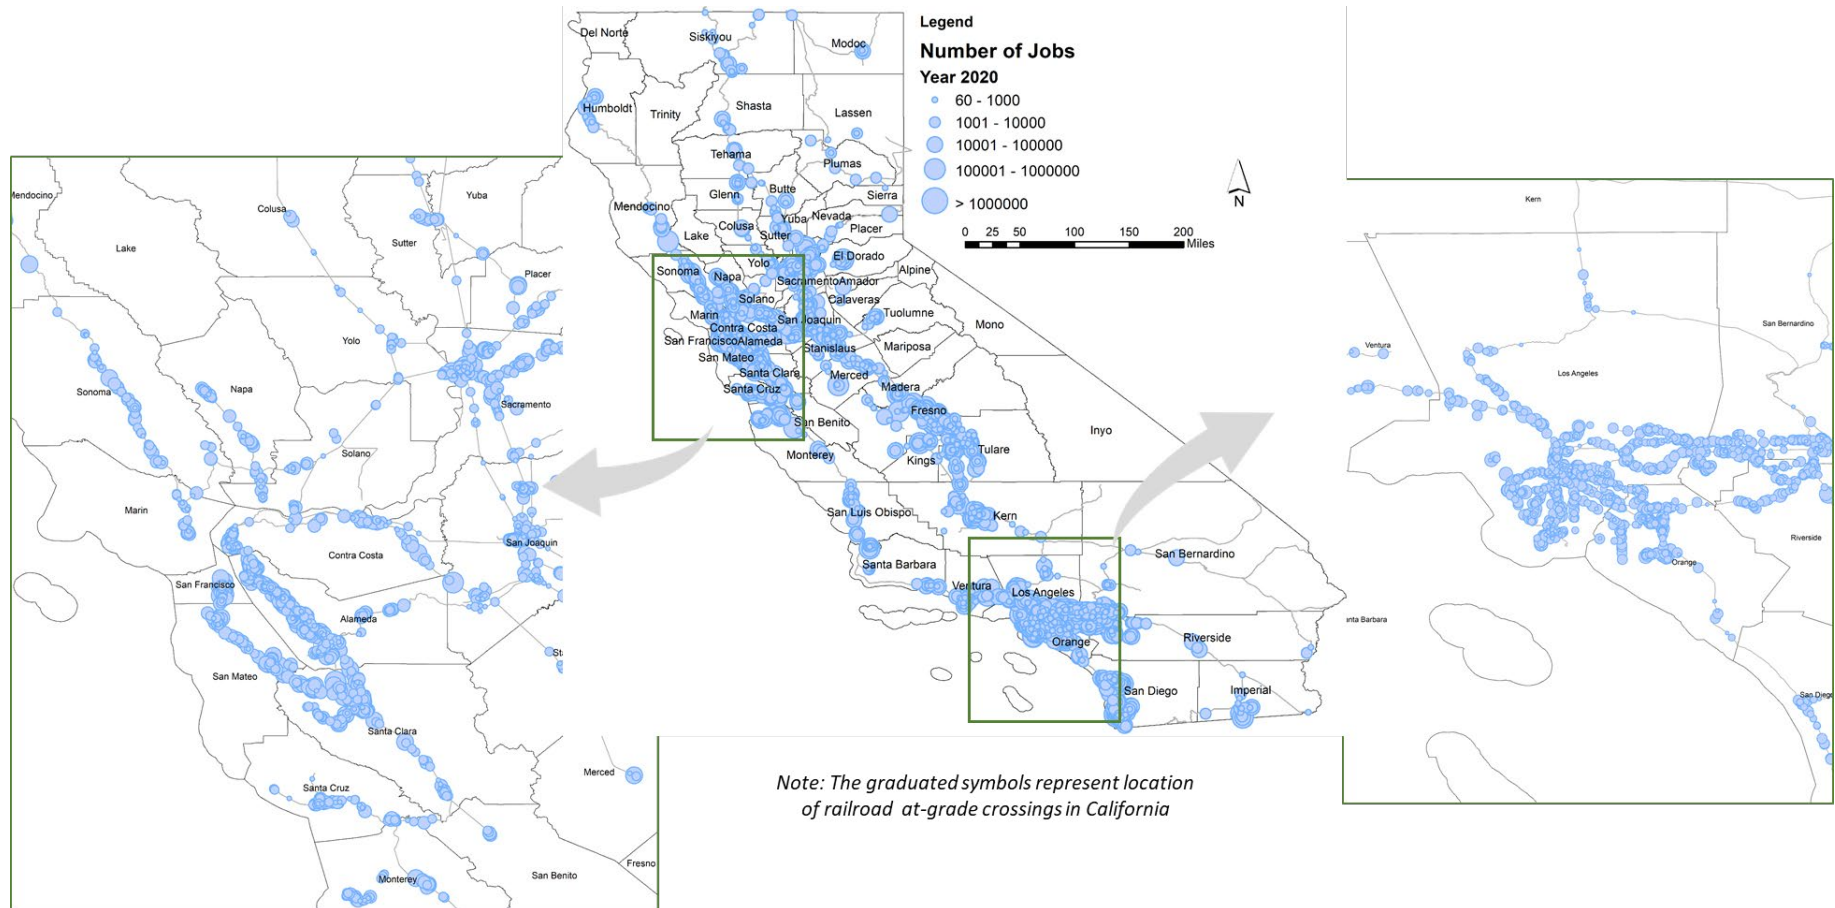 Legend
Number of Jobs
Year 2020
60 - 1000
1001 - 10000
10001 - 100000
100001 - 1000000
> 1000000
N
0 25 50 100 150 200
Miles
Del Norte
Siskiyou
Modoc
Humboldt
Trinity
Shasta
Lassen
Tehama
Plumas
Glenn
Butte
Sierra
Mendocino
Colusa
Yuba
Nevada
Lake
Sutter
Placer
Yolo
El Dorado
Sonoma
Napa
Sacramento
Amador
Alpine
Solano
Calaveras
Marin
San Joaquin
Tuolumne
Contra Costa
Mono
San Francisco
Alameda
Stanislaus
Mariposa
San Mateo
Santa Clara
Merced
Santa Cruz
Madera
Fresno
San Benito
Inyo
Monterey
Kings
Tulare
San Luis Obispo
Kern
Santa Barbara
San Bernardino
Ventura
Los Angeles
Orange
Riverside
San Diego
Imperial
Mendocino
Lake
Colusa
Sutter
Yuba
Placer
Yolo
Sonoma
Napa
Sacramento
Solano
Marin
Contra Costa
San Joaquin
San Francisco
Alameda
Sta
San Mateo
Santa Clara
Merced
Santa Cruz
Fresno
Monterey
San Benito
Kern
San Bernardino
Ventura
Los Angeles
Riverside
Orange
nta Barbara
San Diego
Note: The graduated symbols represent location
of railroad at-grade crossings in California